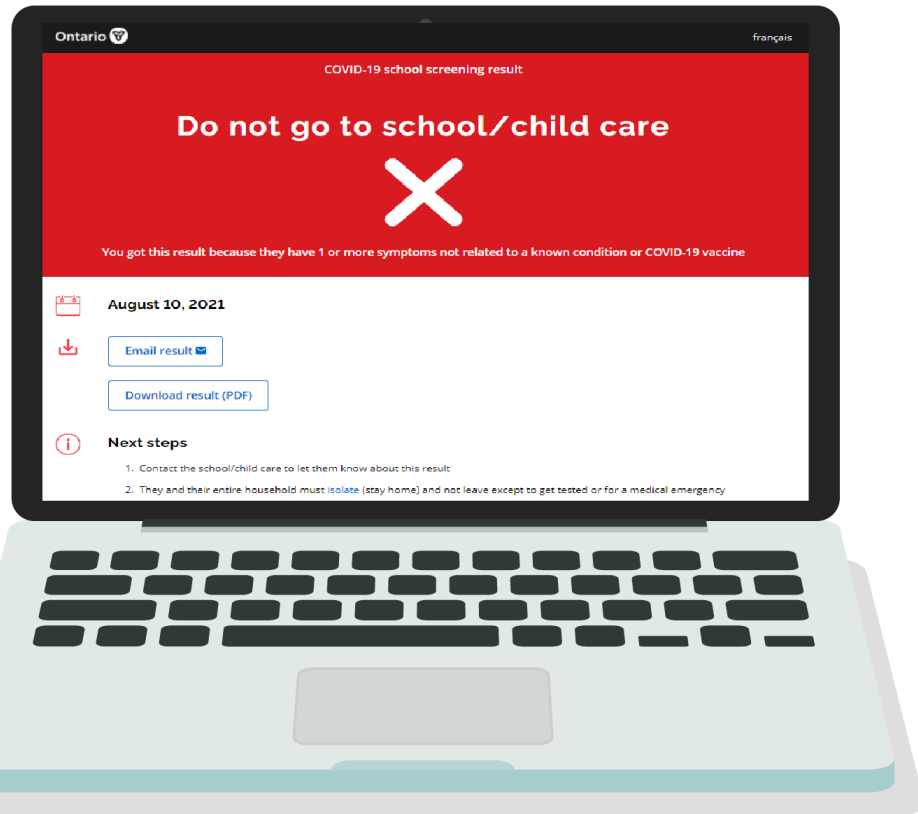 Ontario
français
COVID-19 school screening result
Do not go to school/child care
You got this result because they have 1 or more symptoms not related to a known condition or COVID-19 vaccine
August 10, 2021
Email result
Download result (PDF)
Next steps
1. Contact the school/child care to let them know about this result
2. They and their entire household must isolate (stay home) and not leave except to get tested or for a medical emergency